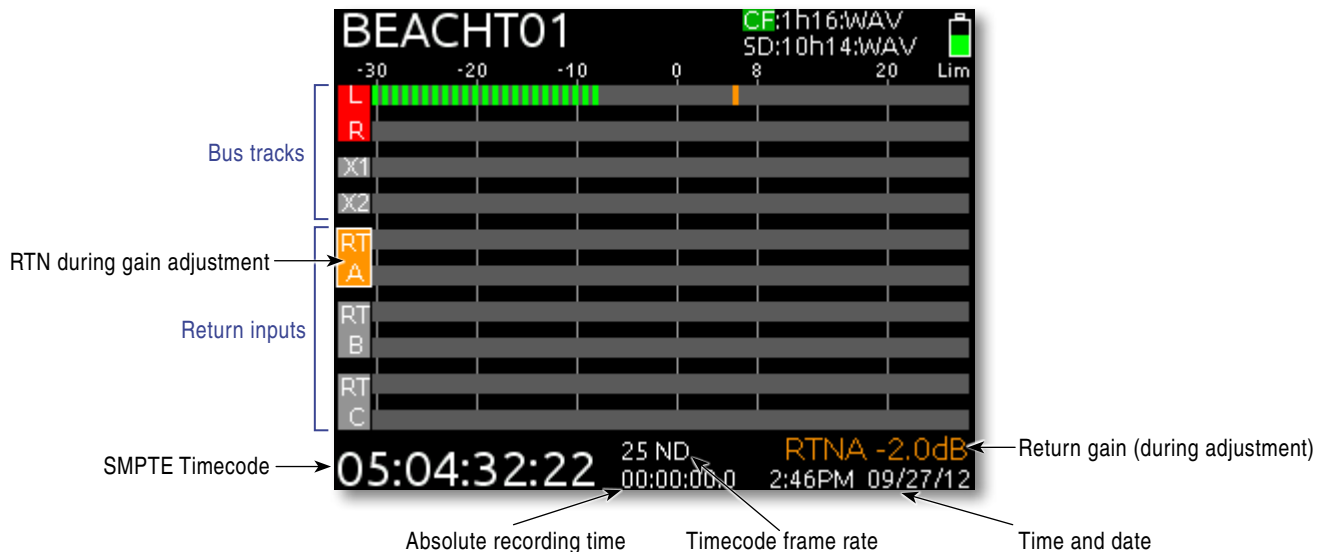 BEACHT01
CF:1h16:WAV
SD:10h14:WAV
-30 -20 -10 0 8 20 Lim
L
R
Bus tracks
X1
X2
RT
RTN during gain adjustment
A
RT
Return inputs
B
RT
C
RTNA -2.0dB
Return gain (during adjustment)
SMPTE Timecode
05:04:32:22
25 ND
00:00:00.0
2:46PM 09/27/12
Absolute recording time
Timecode frame rate
Time and date